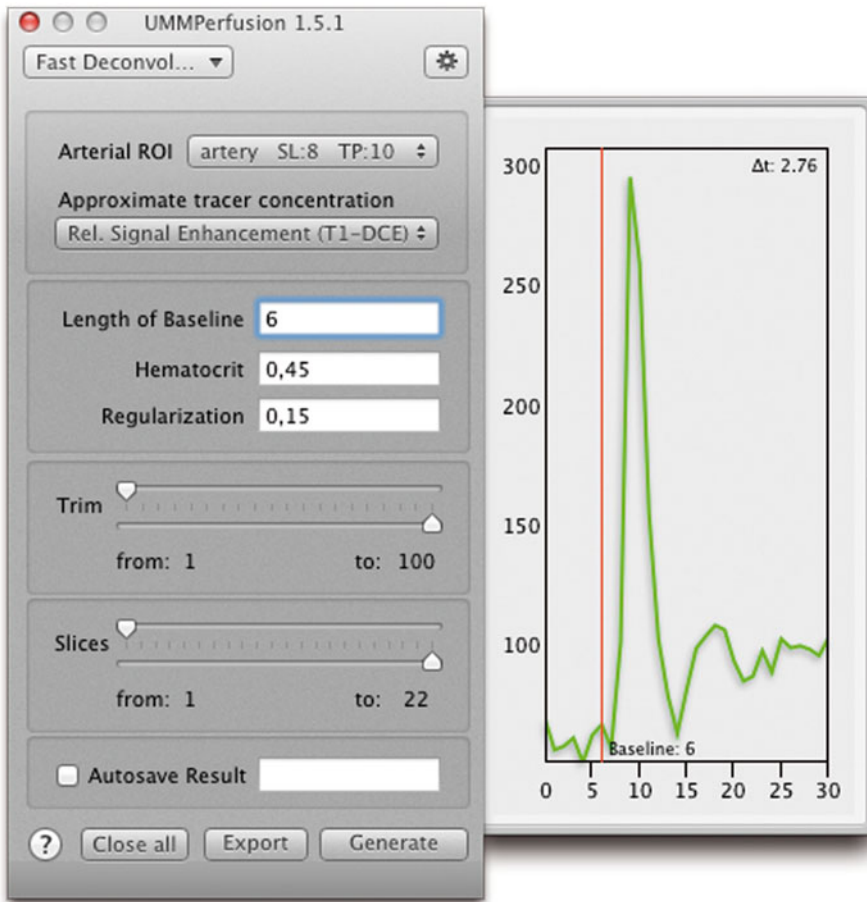 UMMPerfusion 1.5.1
Fast Deconvol...
Arterial ROI artery SL:8 TP:10
Approximate tracer concentration
Rel. Signal Enhancement (T1-DCE)
Length of Baseline 6
Hematocrit 0,45
Regularization 0,15
Trim
from: 1 to: 100
Slices
from: 1 to: 22
Autosave Result
? Close all Export Generate
Δt: 2.76
300
250
200
150
100
Baseline: 6
0 5 10 15 20 25 30